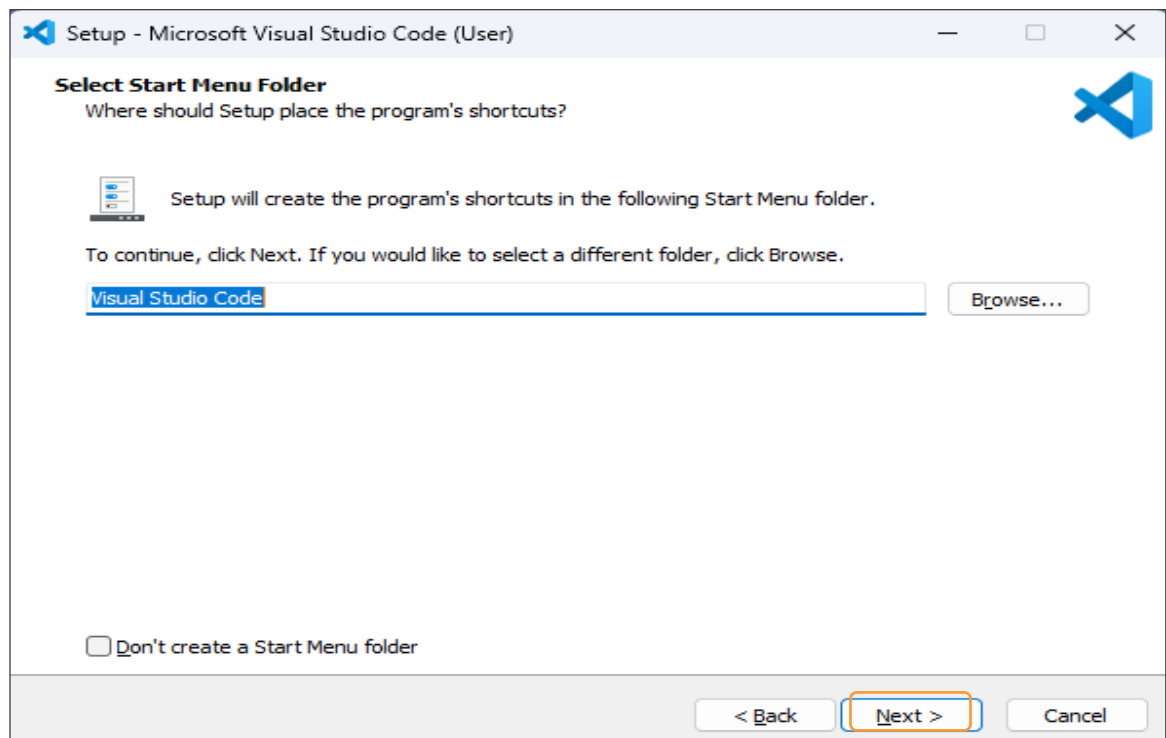 Setup - Microsoft Visual Studio Code (User)
Select Start Menu Folder
Where should Setup place the program's shortcuts?
Setup will create the program's shortcuts in the following Start Menu folder.
To continue, click Next. If you would like to select a different folder, click Browse.
Visual Studio Code
Browse...
Don't create a Start Menu folder
< Back
Next >
Cancel